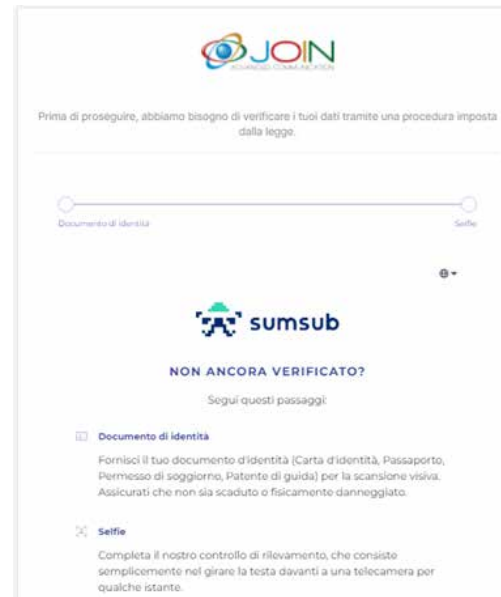 JOIN
ADVANCED COMMUNICATION
Prima di proseguire, abbiamo bisogno di verificare i tuoi dati tramite una procedura imposta
dalla legge.
Documento di identità
Selfie
sumsub
NON ANCORA VERIFICATO?
Segui questi passaggi:
Documento di identità
Fornisci il tuo documento d'identità (Carta d'identità, Passaporto,
Permesso di soggiorno, Patente di guida) per la scansione visiva.
Assicurati che non sia scaduto o fisicamente danneggiato.
Selfie
Completa il nostro controllo di rilevamento, che consiste
semplicemente nel girare la testa davanti a una telecamera per
qualche istante.